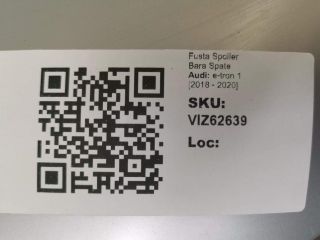 Fusta Spoiler
Bara Spate
Audi: e-tron 1
[2018 - 2020]
SKU:
VIZ62639
Loc: